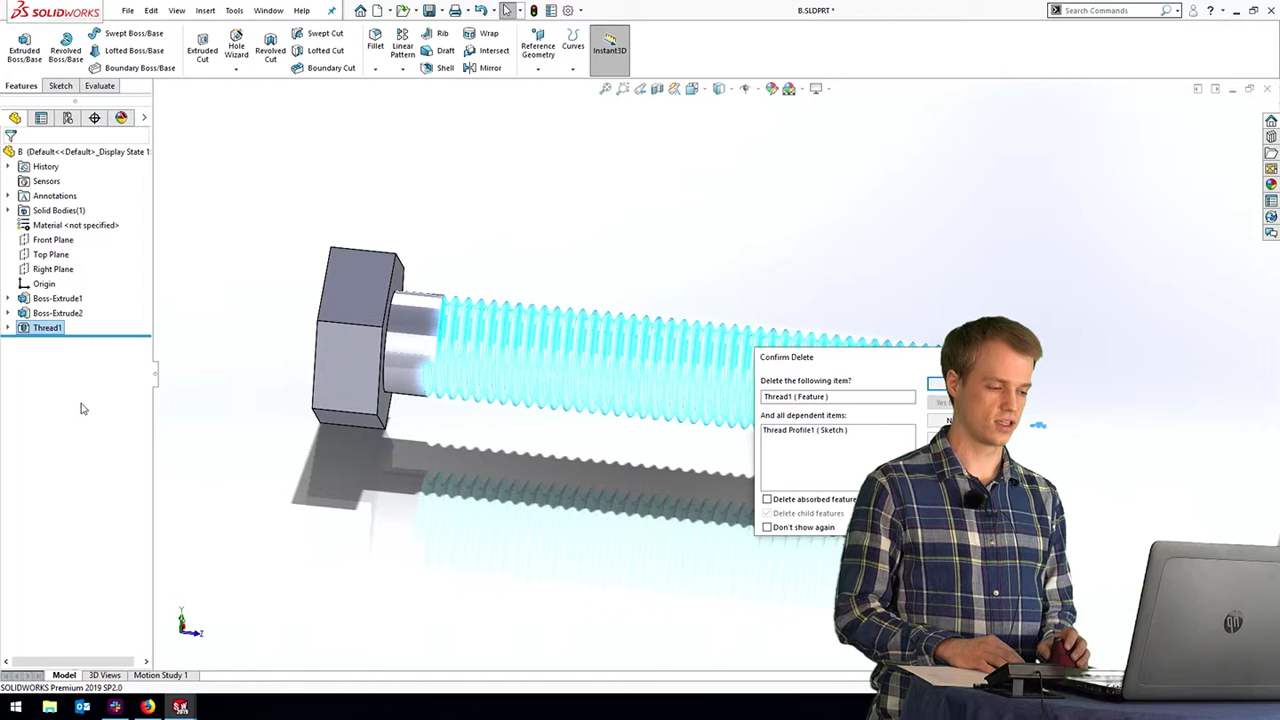 SOLIDWORKS
File Edit View Insert Tools Window Help
B.SLDPRT *
Search Commands
Extruded Boss/Base
Revolved Boss/Base
Swept Boss/Base
Lofted Boss/Base
Boundary Boss/Base
Extruded Cut
Hole Wizard
Revolved Cut
Swept Cut
Lofted Cut
Boundary Cut
Fillet
Linear Pattern
Rib
Draft
Shell
Wrap
Intersect
Mirror
Reference Geometry
Curves
Instant3D
Features Sketch Evaluate
B (Default<<Default>_Display State 1
History
Sensors
Annotations
Solid Bodies(1)
Material <not specified>
Front Plane
Top Plane
Right Plane
Origin
Boss-Extrude1
Boss-Extrude2
Thread1
Confirm Delete
Delete the following item?
Thread1 ( Feature )
And all dependent items:
Thread Profile1 ( Sketch )
Delete absorbed feature
Delete child features
Don't show again
Y
Z
Model 3D Views Motion Study 1
SOLIDWORKS Premium 2019 SP2.0
hp